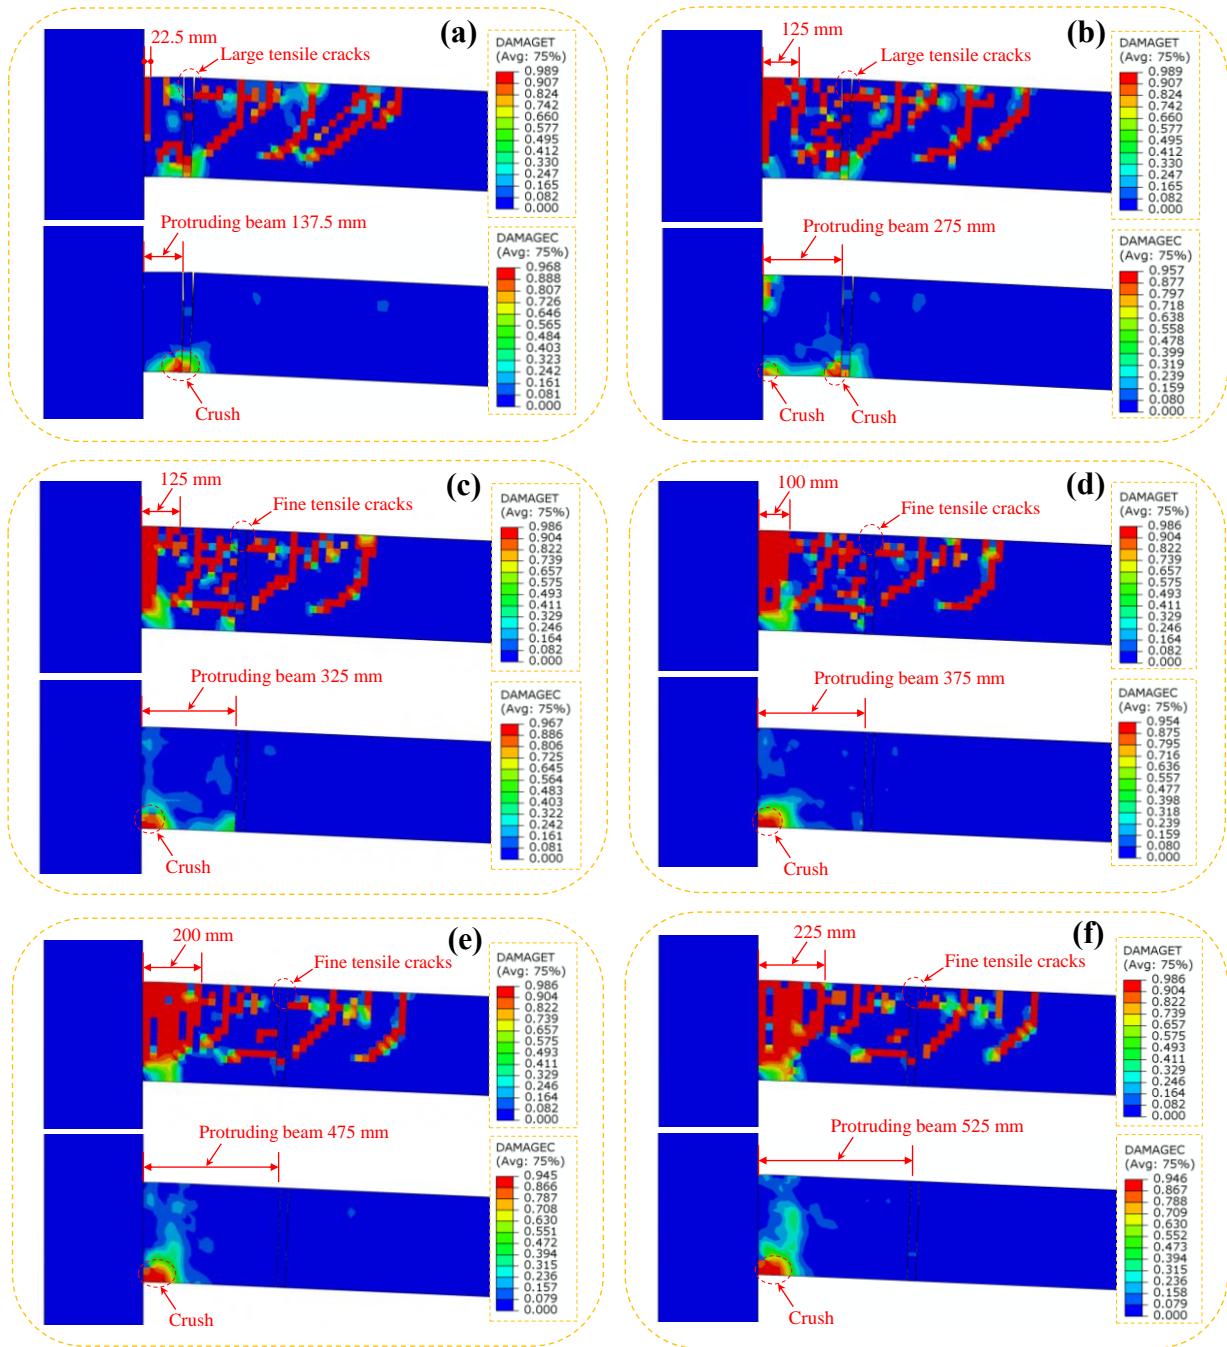 (a)
22.5 mm
Large tensile cracks
DAMAGET
(Avg: 75%)
0.989
0.907
0.824
0.742
0.660
0.577
0.495
0.412
0.330
0.247
0.165
0.082
0.000
Protruding beam 137.5 mm
DAMAGEC
(Avg: 75%)
0.968
0.888
0.807
0.726
0.646
0.565
0.484
0.403
0.323
0.242
0.161
0.081
0.000
Crush
(b)
125 mm
Large tensile cracks
DAMAGET
(Avg: 75%)
0.989
0.907
0.824
0.742
0.660
0.577
0.495
0.412
0.330
0.247
0.165
0.082
0.000
Protruding beam 275 mm
DAMAGEC
(Avg: 75%)
0.957
0.877
0.797
0.718
0.638
0.558
0.478
0.399
0.319
0.239
0.159
0.080
0.000
Crush
Crush
(c)
125 mm
Fine tensile cracks
DAMAGET
(Avg: 75%)
0.986
0.904
0.822
0.739
0.657
0.575
0.493
0.411
0.329
0.246
0.164
0.082
0.000
Protruding beam 325 mm
DAMAGEC
(Avg: 75%)
0.967
0.886
0.806
0.725
0.645
0.564
0.483
0.403
0.322
0.242
0.161
0.081
0.000
Crush
(d)
100 mm
Fine tensile cracks
DAMAGET
(Avg: 75%)
0.986
0.904
0.822
0.739
0.657
0.575
0.493
0.411
0.329
0.246
0.164
0.082
0.000
Protruding beam 375 mm
DAMAGEC
(Avg: 75%)
0.954
0.875
0.795
0.716
0.636
0.557
0.477
0.398
0.318
0.239
0.159
0.080
0.000
Crush
(e)
200 mm
Fine tensile cracks
DAMAGET
(Avg: 75%)
0.986
0.904
0.822
0.739
0.657
0.575
0.493
0.411
0.329
0.246
0.164
0.082
0.000
Protruding beam 475 mm
DAMAGEC
(Avg: 75%)
0.945
0.866
0.787
0.708
0.630
0.551
0.472
0.394
0.315
0.236
0.157
0.079
0.000
Crush
(f)
225 mm
Fine tensile cracks
DAMAGET
(Avg: 75%)
0.986
0.904
0.822
0.739
0.657
0.575
0.493
0.411
0.329
0.246
0.164
0.082
0.000
Protruding beam 525 mm
DAMAGEC
(Avg: 75%)
0.946
0.867
0.788
0.709
0.630
0.552
0.473
0.394
0.315
0.236
0.158
0.079
0.000
Crush